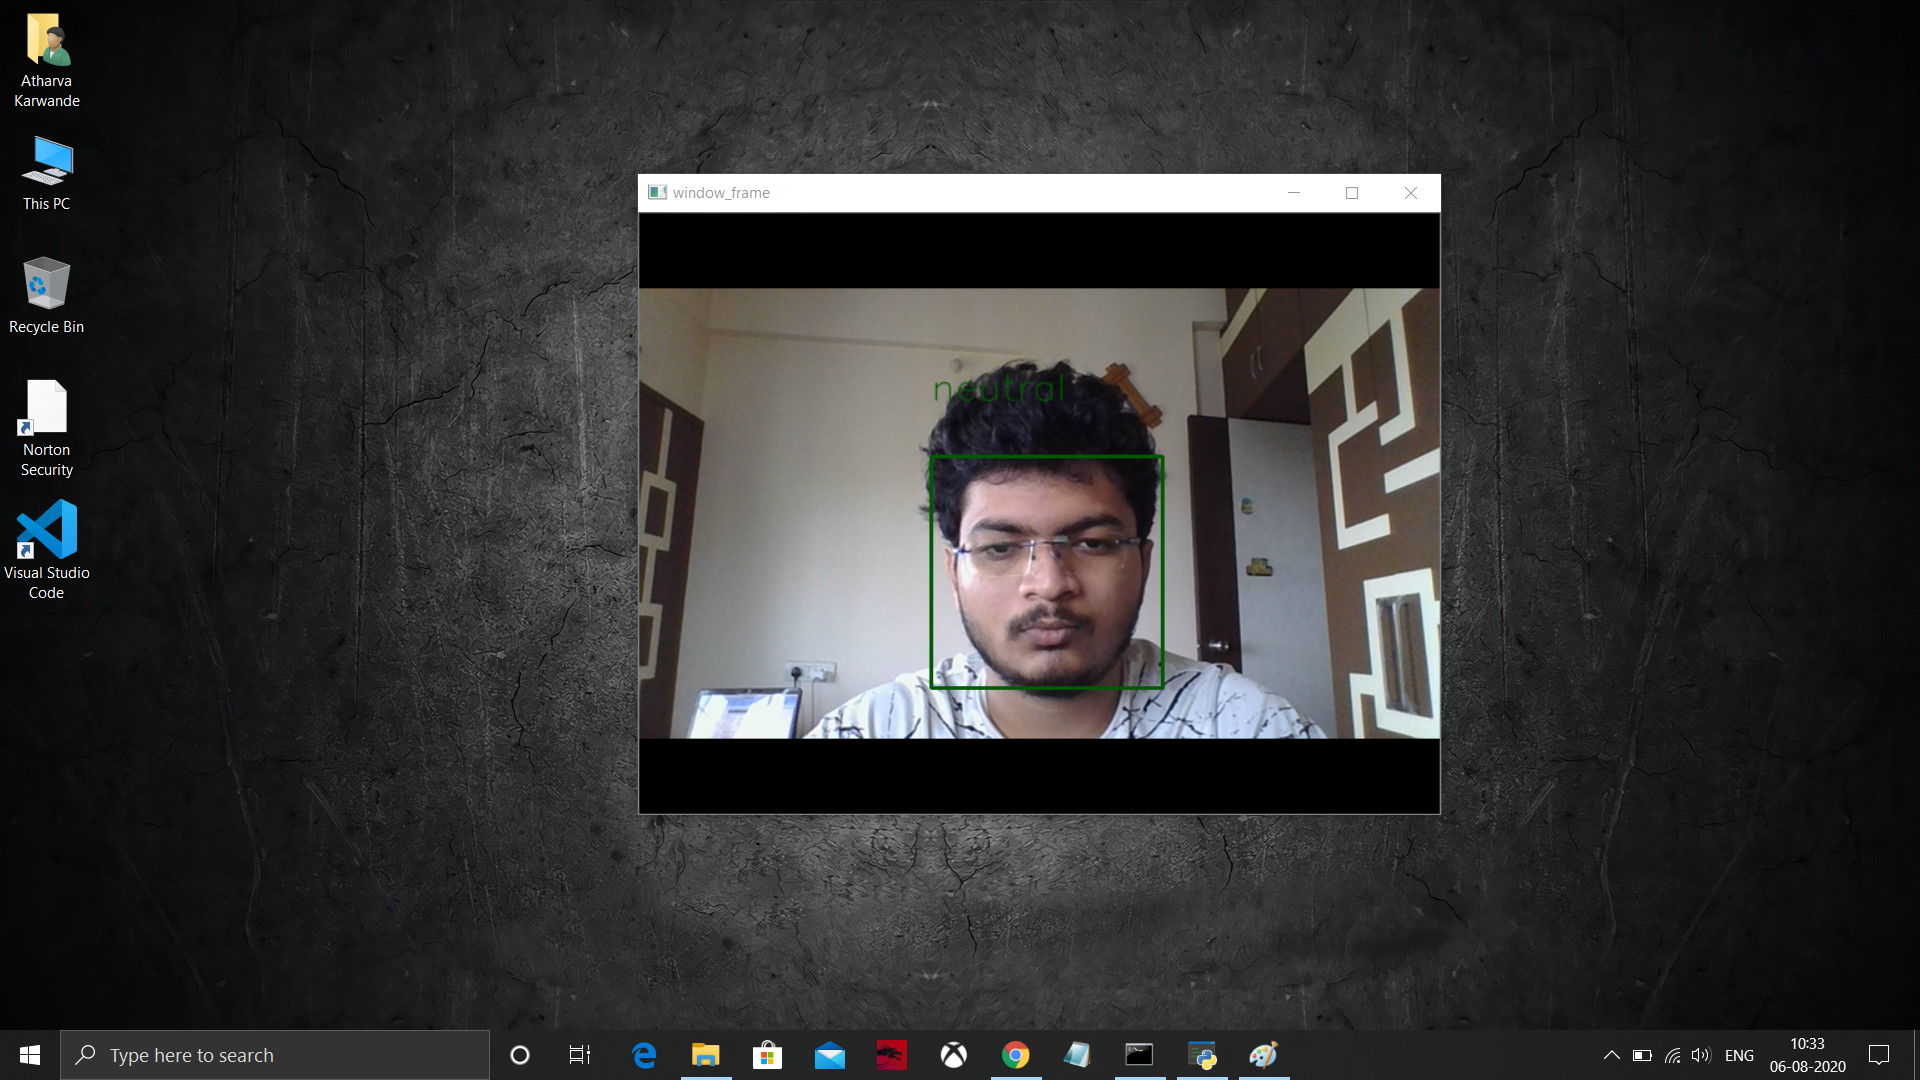 Atharva
Karwande
This PC
Recycle Bin
Norton
Security
Visual Studio
Code
window_frame
neutral
Type here to search
ENG
10:33
06-08-2020